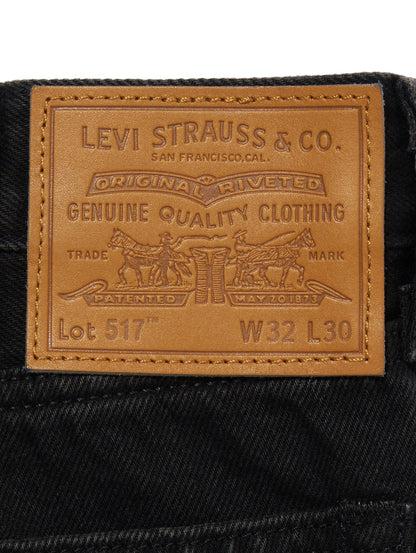 LEVI STRAUSS & CO.
SAN FRANCISCO, CAL.
ORIGINAL RIVETED
GENUINE QUALITY CLOTHING
TRADE MARK
PATENTED MAY 20 1873
Lot 517™ W32 L30